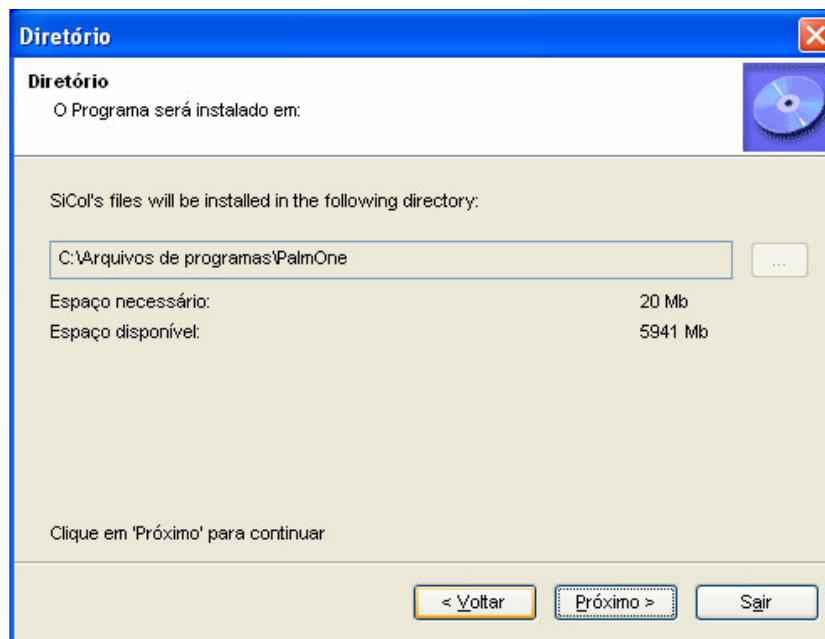 Diretório
Diretório
O Programa será instalado em:
SiCol's files will be installed in the following directory:
C:\Arquivos de programas\PalmOne
...
Espaço necessário: 20 Mb
Espaço disponível: 5941 Mb
Clique em 'Próximo' para continuar
< Voltar Próximo > Sair